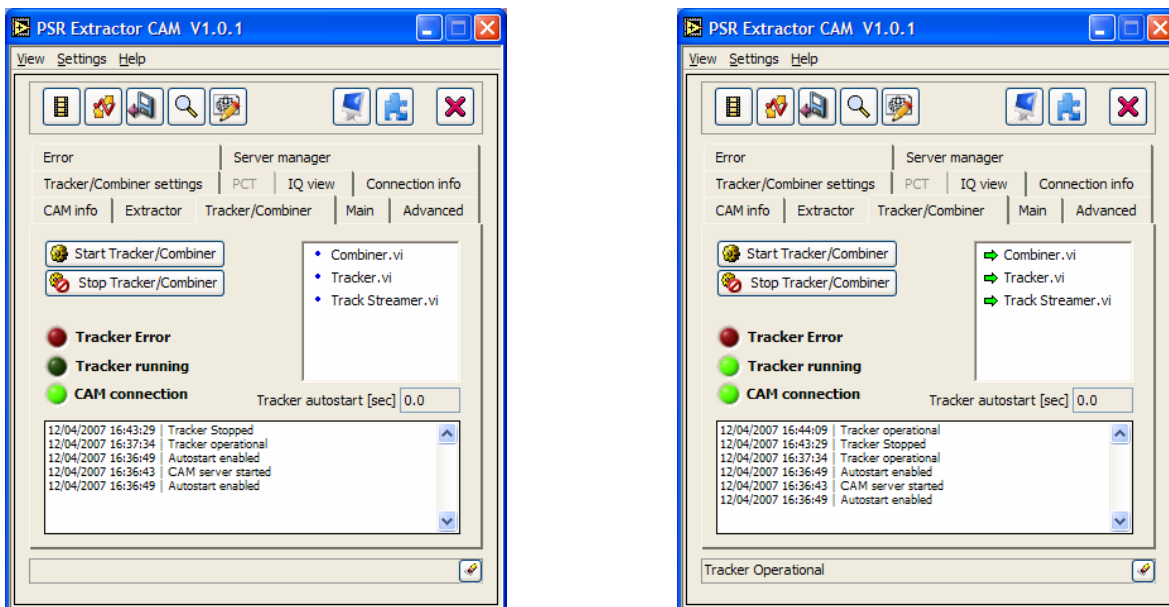 PSR Extractor CAM V1.0.1
View Settings Help
Error Server manager
Tracker/Combiner settings PCT IQ view Connection info
CAM info Extractor Tracker/Combiner Main Advanced
Start Tracker/Combiner
Stop Tracker/Combiner
Combiner.vi
Tracker.vi
Track Streamer.vi
Tracker Error
Tracker running
CAM connection
Tracker autostart [sec] 0.0
12/04/2007 16:43:29 | Tracker Stopped
12/04/2007 16:37:34 | Tracker operational
12/04/2007 16:36:49 | Autostart enabled
12/04/2007 16:36:43 | CAM server started
12/04/2007 16:36:49 | Autostart enabled
PSR Extractor CAM V1.0.1
View Settings Help
Error Server manager
Tracker/Combiner settings PCT IQ view Connection info
CAM info Extractor Tracker/Combiner Main Advanced
Start Tracker/Combiner
Stop Tracker/Combiner
Combiner.vi
Tracker.vi
Track Streamer.vi
Tracker Error
Tracker running
CAM connection
Tracker autostart [sec] 0.0
12/04/2007 16:44:09 | Tracker operational
12/04/2007 16:43:29 | Tracker Stopped
12/04/2007 16:37:34 | Tracker operational
12/04/2007 16:36:49 | Autostart enabled
12/04/2007 16:36:43 | CAM server started
12/04/2007 16:36:49 | Autostart enabled
Tracker Operational